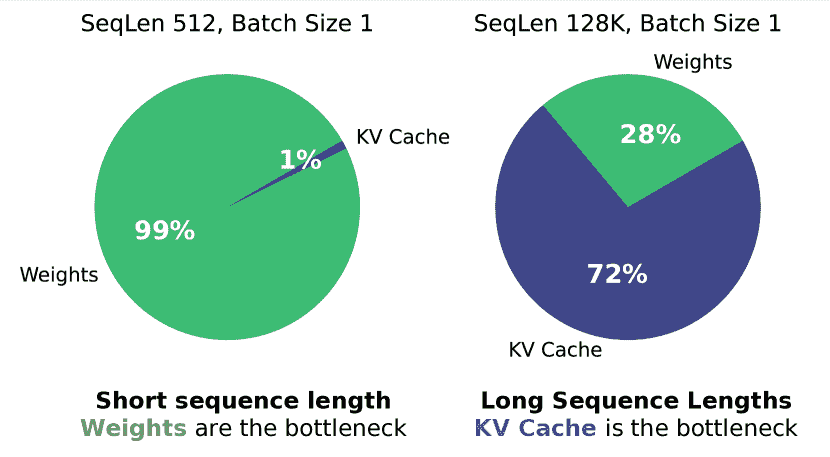 SeqLen 512, Batch Size 1
Weights
99%
1%
KV Cache
Short sequence length
Weights are the bottleneck
SeqLen 128K, Batch Size 1
Weights
28%
72%
KV Cache
Long Sequence Lengths
KV Cache is the bottleneck